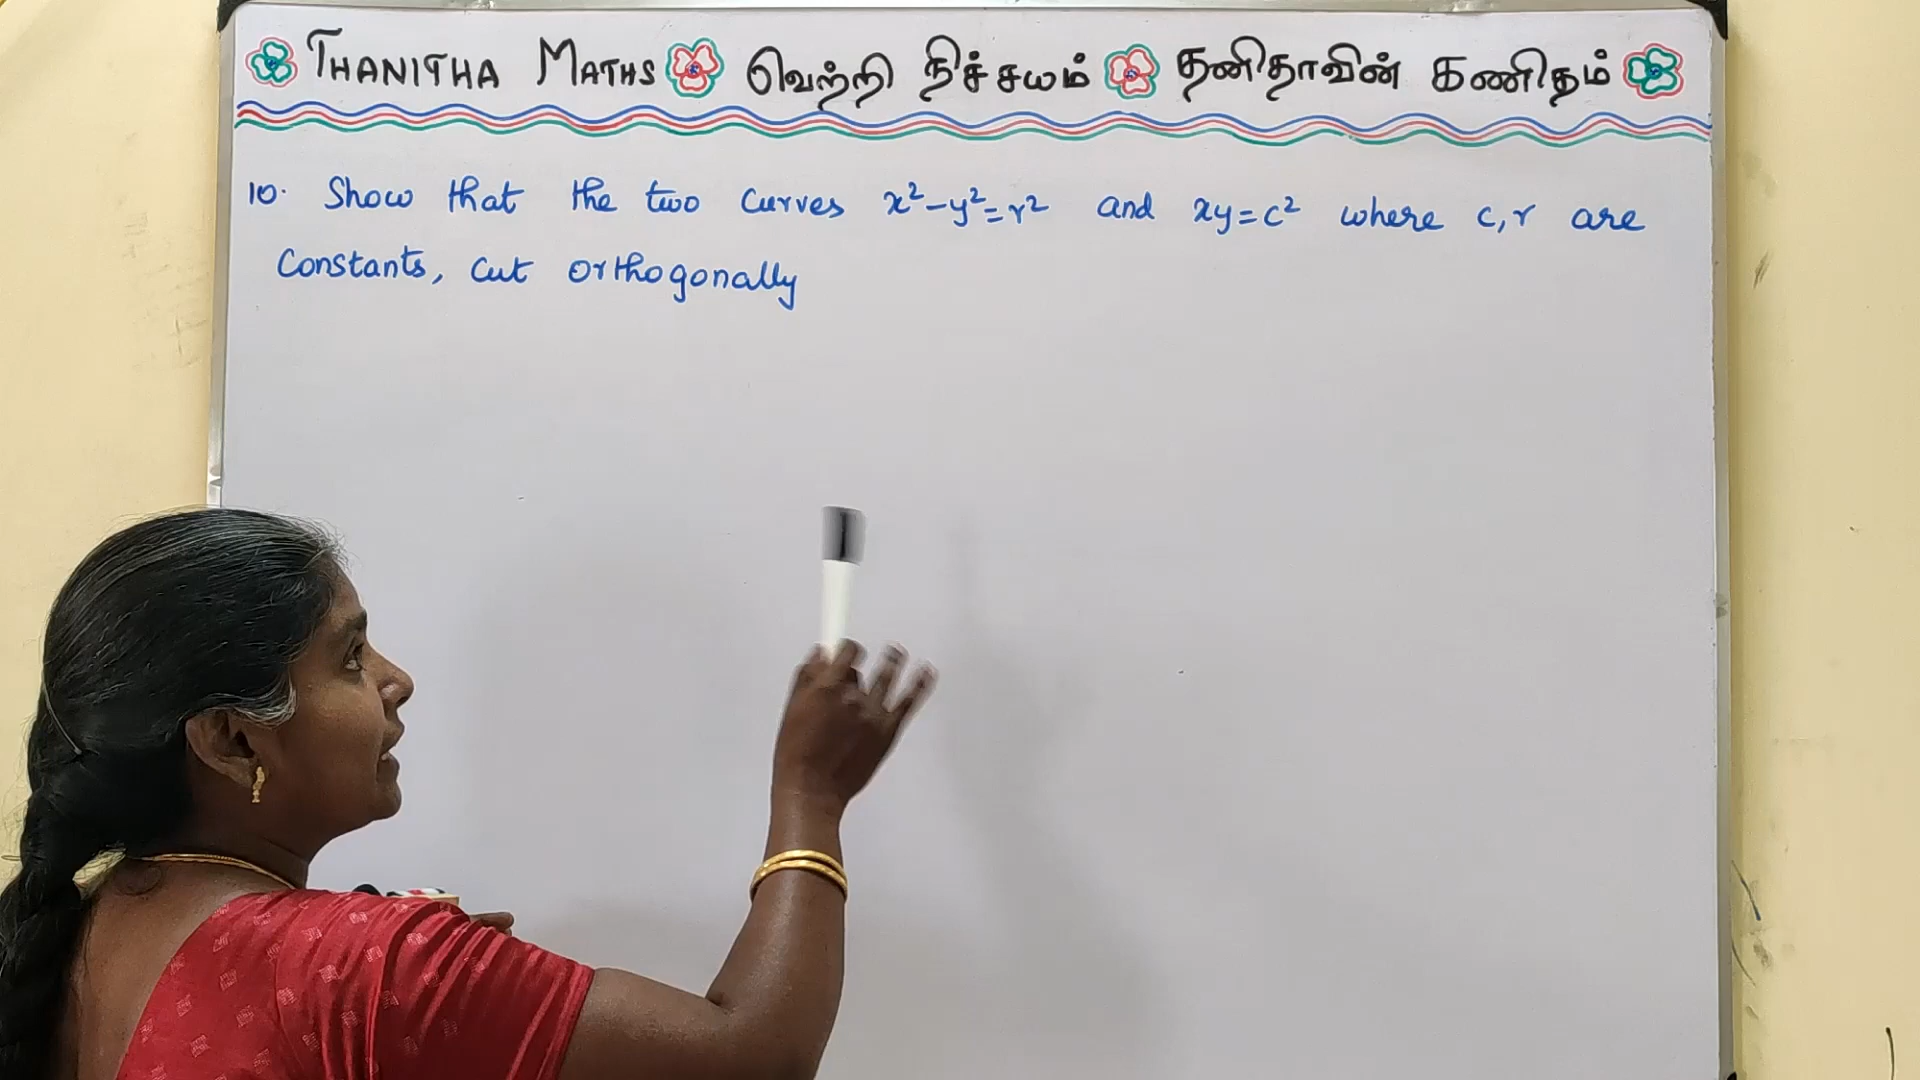 THANITHA MATHS வெற்றி நிச்சயம் தனிதாவின் கணிதம்
10. Show that the two curves x²-y²=r² and xy=c² where c,r are
Constants, cut orthogonally